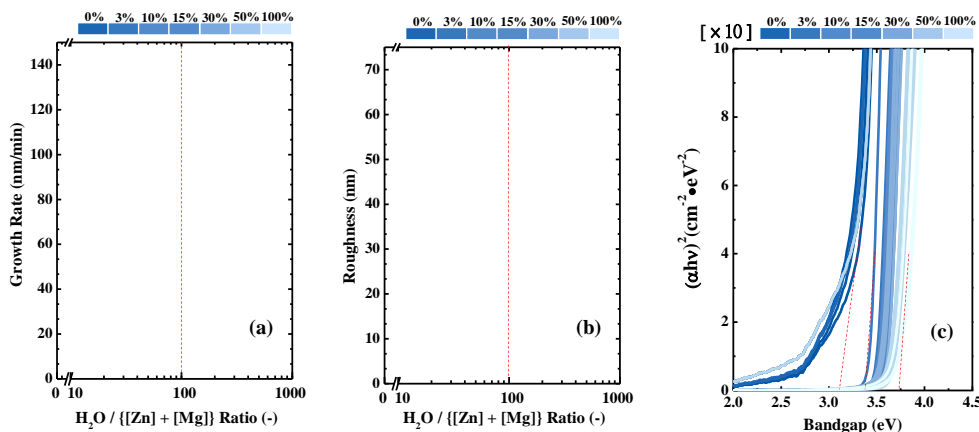 0% 3% 10% 15% 30% 50% 100%
140
120
100
80
60
40
20
0
0 10 100 1000
Growth Rate (nm/min)
H₂O / {[Zn] + [Mg]} Ratio (-)
(a)
0% 3% 10% 15% 30% 50% 100%
70
60
50
40
30
20
10
0
0 10 100 1000
Roughness (nm)
H₂O / {[Zn] + [Mg]} Ratio (-)
(b)
0% 3% 10% 15% 30% 50% 100%
[×10]
10
8
6
4
2
0
2.0 2.5 3.0 3.5 4.0 4.5
(αhν)² (cm⁻²•eV⁻²)
Bandgap (eV)
(c)